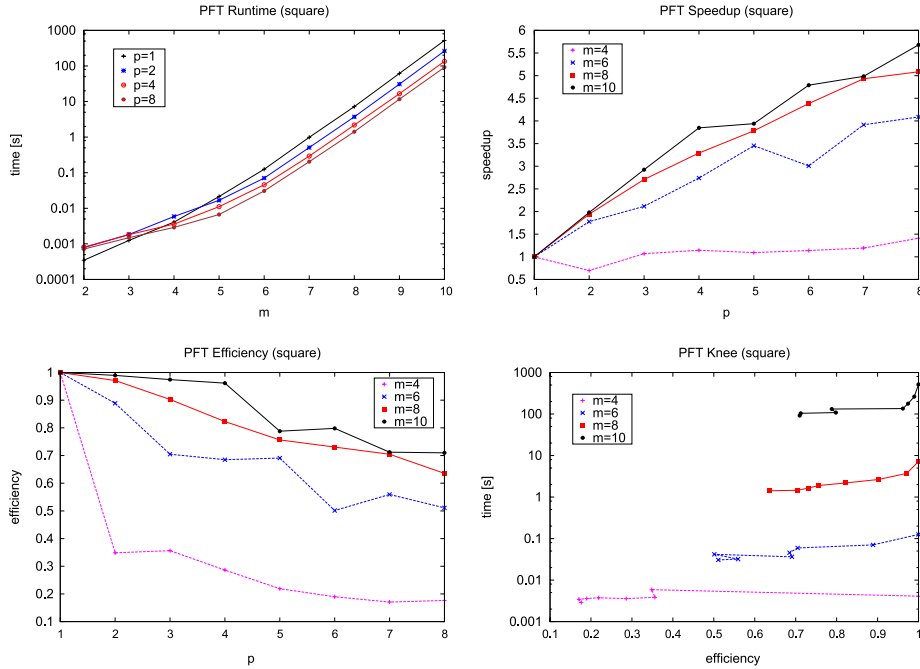 PFT Runtime (square)
1000
100
10
1
0.1
0.01
0.001
0.0001
time [s]
p=1
p=2
p=4
p=8
2 3 4 5 6 7 8 9 10
m
PFT Speedup (square)
6
5.5
5
4.5
4
3.5
3
2.5
2
1.5
1
0.5
speedup
m=4
m=6
m=8
m=10
1 2 3 4 5 6 7 8
p
PFT Efficiency (square)
1
0.9
0.8
0.7
0.6
0.5
0.4
0.3
0.2
0.1
efficiency
m=4
m=6
m=8
m=10
1 2 3 4 5 6 7 8
p
PFT Knee (square)
1000
100
10
1
0.1
0.01
0.001
time [s]
m=4
m=6
m=8
m=10
0.1 0.2 0.3 0.4 0.5 0.6 0.7 0.8 0.9 1
efficiency